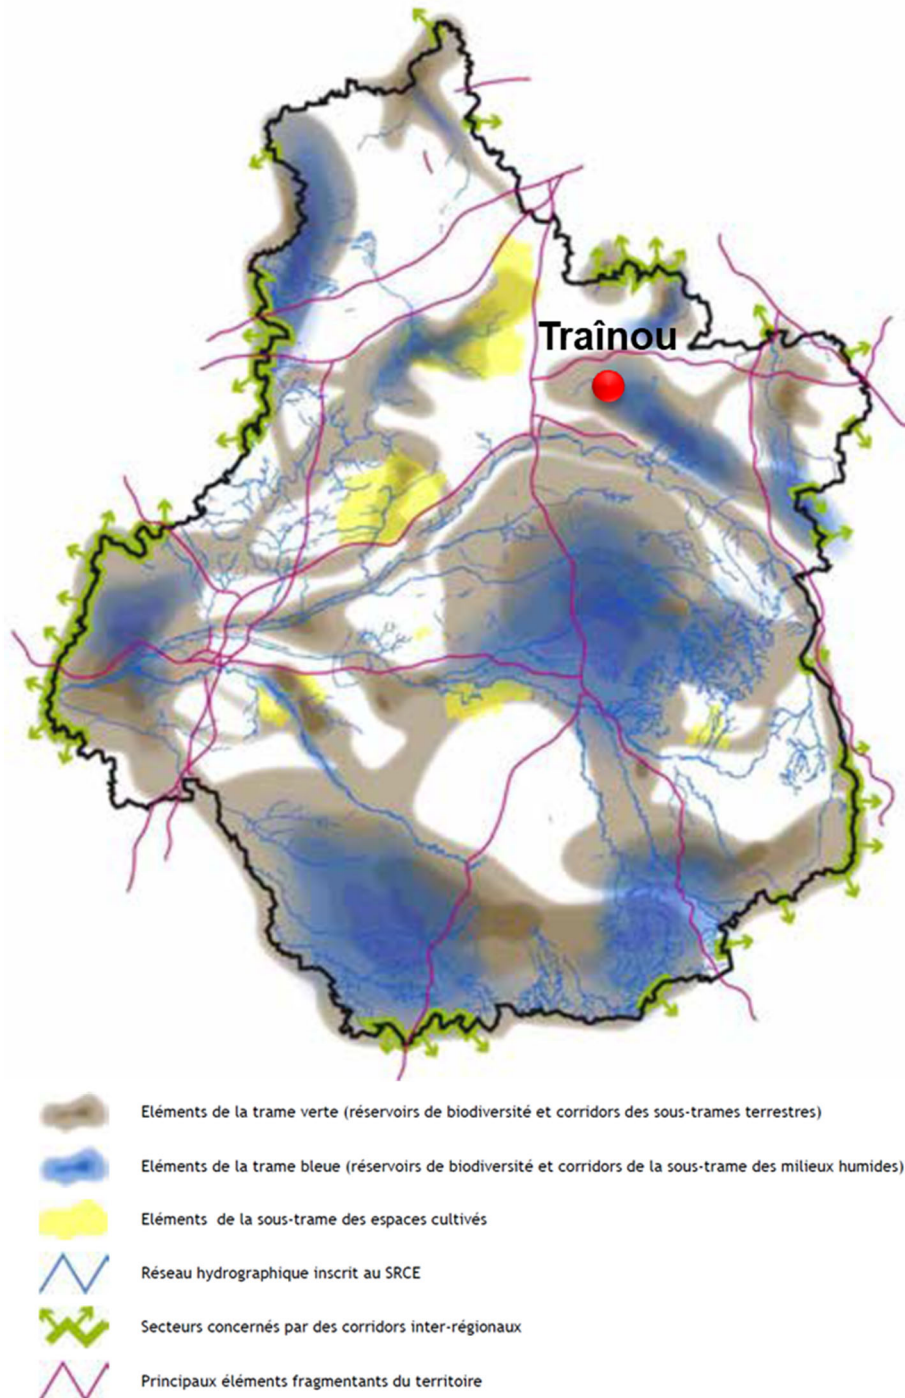 Traînou
Eléments de la trame verte (réservoirs de biodiversité et corridors des sous-trames terrestres)
Eléments de la trame bleue (réservoirs de biodiversité et corridors de la sous-trame des milieux humides)
Eléments de la sous-trame des espaces cultivés
Réseau hydrographique inscrit au SRCE
Secteurs concernés par des corridors inter-régionaux
Principaux éléments fragmentants du territoire